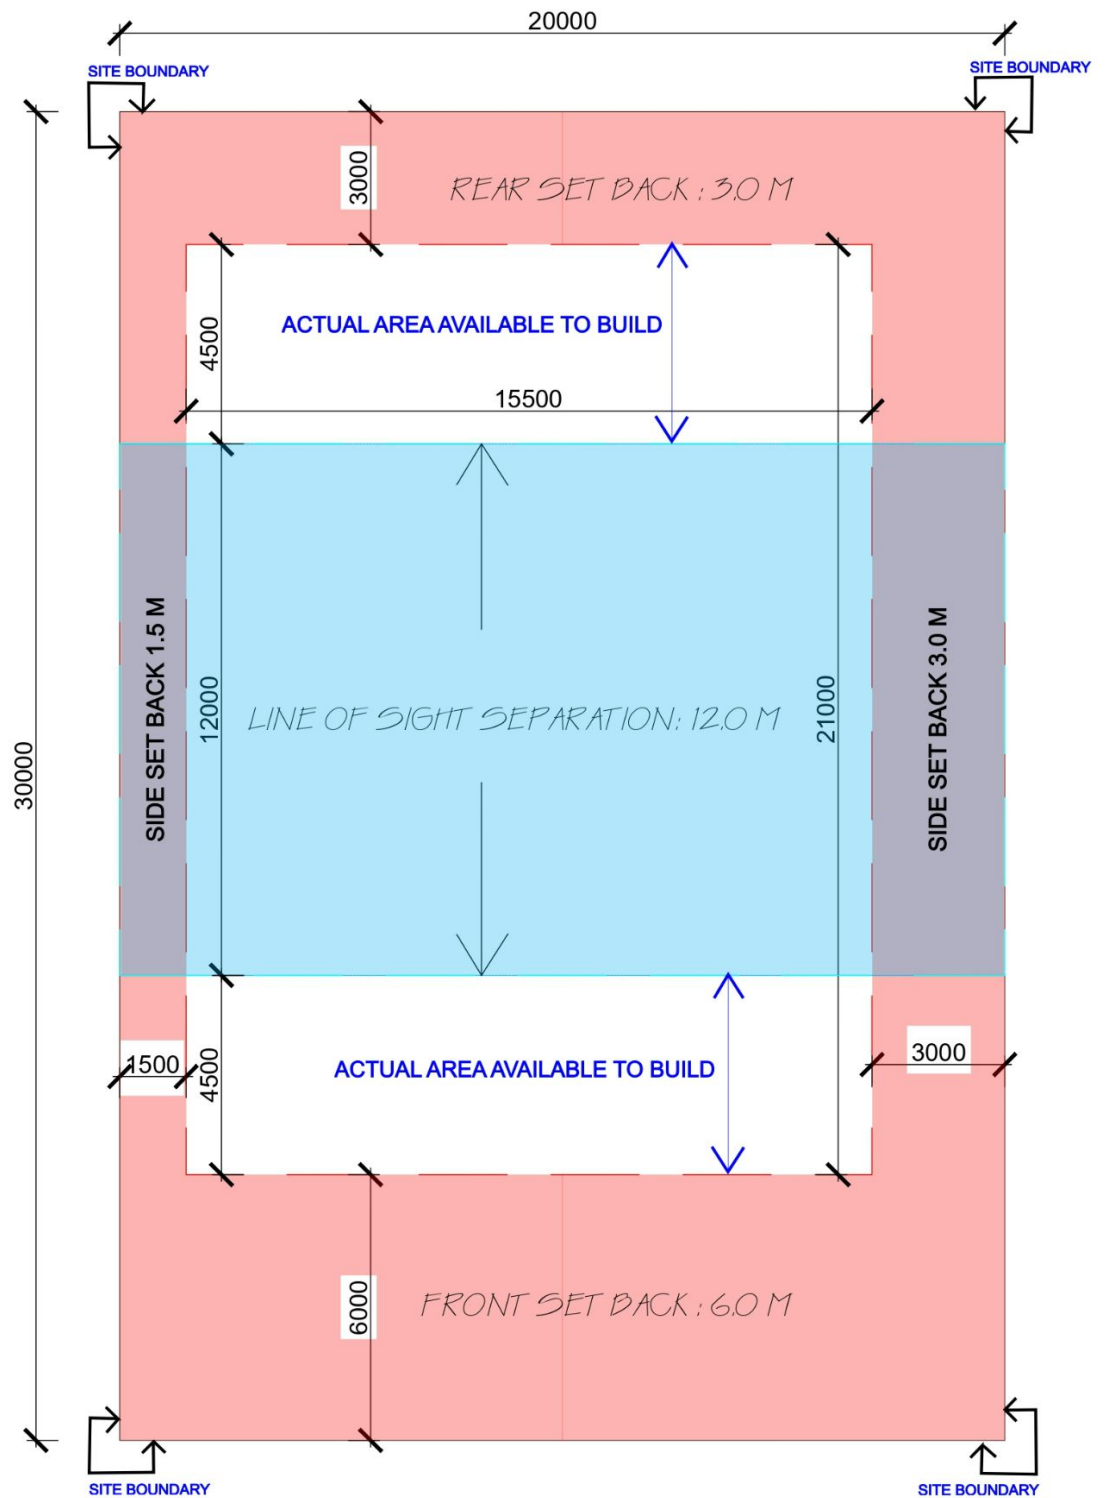 20000
SITE BOUNDARY
SITE BOUNDARY
3000
REAR SET BACK : 3.0 M
4500
ACTUAL AREA AVAILABLE TO BUILD
15500
SIDE SET BACK 1.5 M
12000
LINE OF SIGHT SEPARATION: 12.0 M
21000
SIDE SET BACK 3.0 M
30000
1500
4500
ACTUAL AREA AVAILABLE TO BUILD
3000
6000
FRONT SET BACK : 6.0 M
SITE BOUNDARY
SITE BOUNDARY